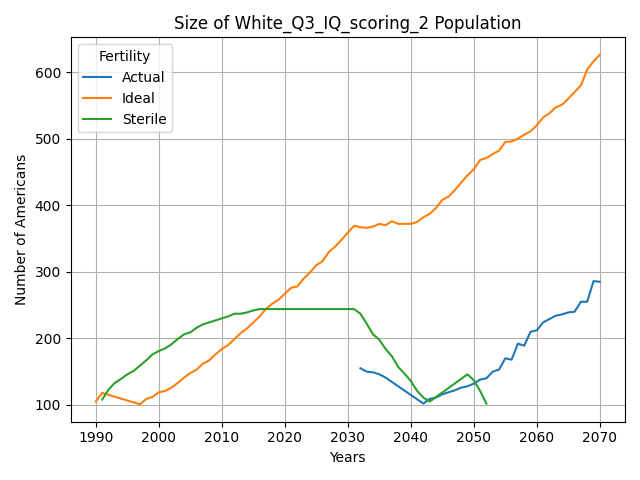 Size of White_Q3_IQ_scoring_2 Population
Fertility
Actual
Ideal
Sterile
Number of Americans
600
500
400
300
200
100
1990 2000 2010 2020 2030 2040 2050 2060 2070
Years